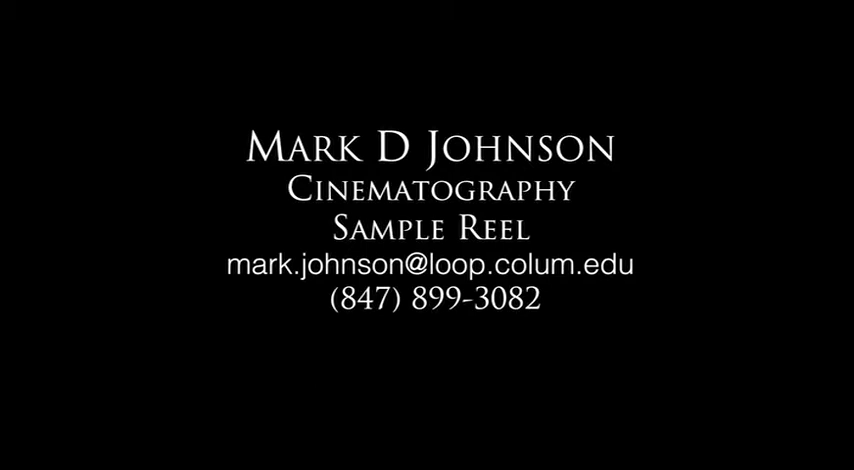 Mark D Johnson
Cinematography
Sample Reel
mark.johnson@loop.colum.edu
(847) 899-3082